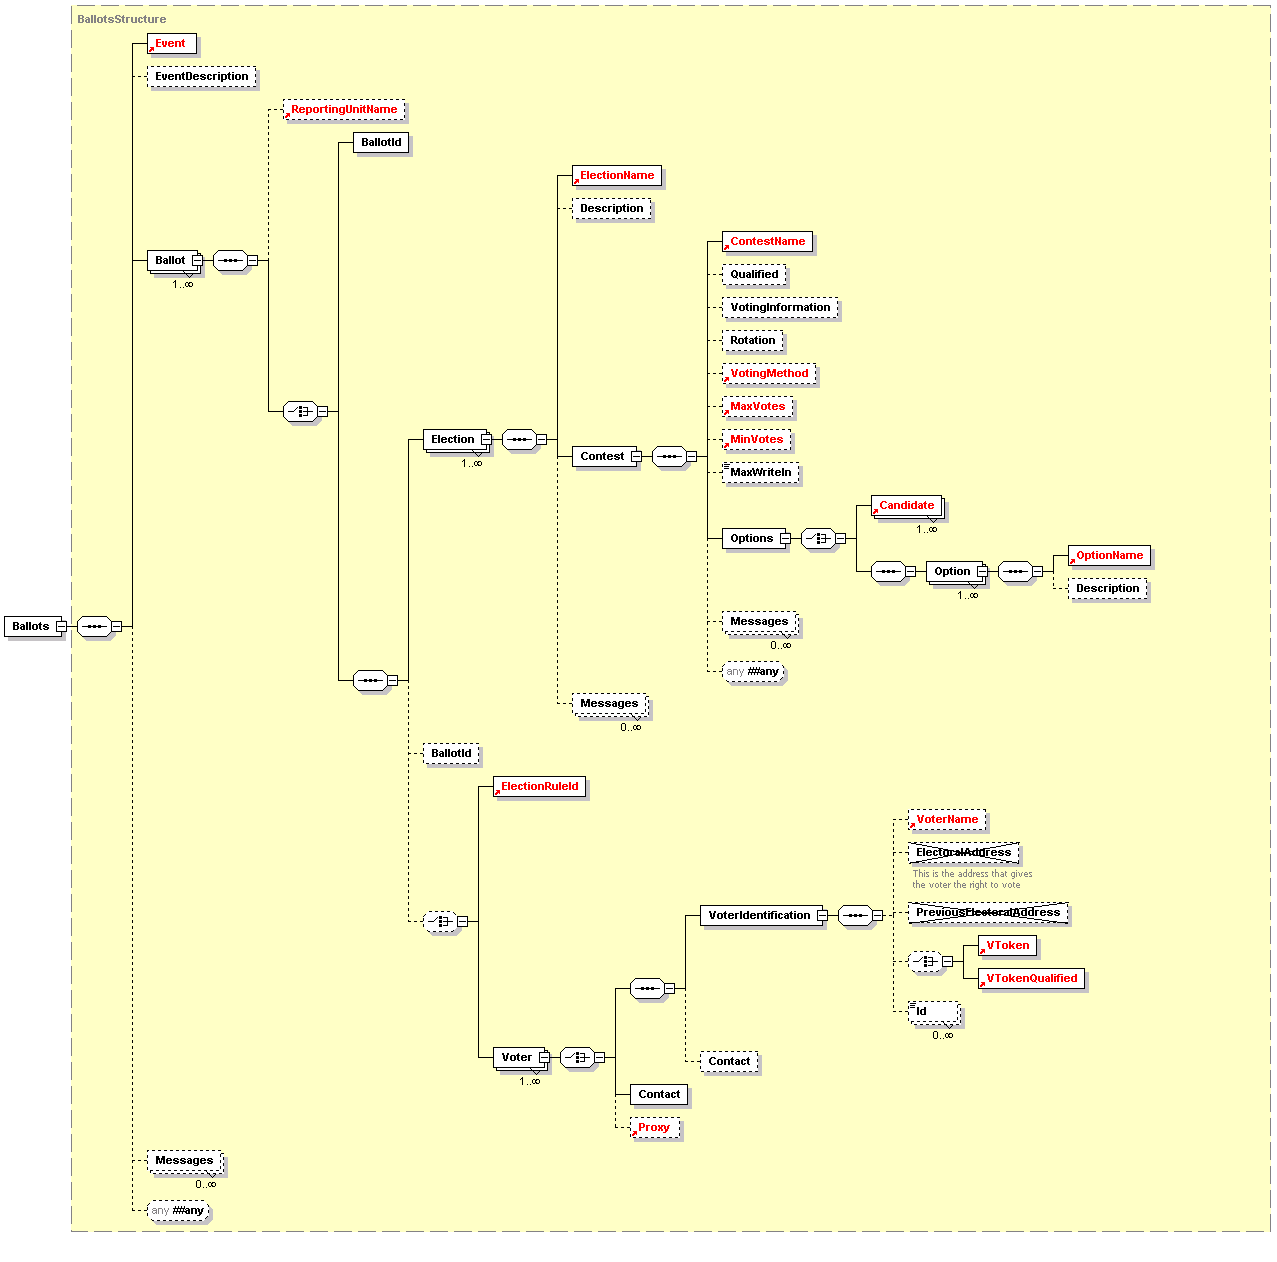 BallotsStructure
Event
EventDescription
ReportingUnitName
BallotId
ElectionName
Description
ContestName
Ballot
1..∞
Qualified
VotingInformation
Rotation
VotingMethod
MaxVotes
Election
1..∞
MinVotes
Contest
MaxWriteIn
Candidate
1..∞
Options
OptionName
Option
1..∞
Description
Ballots
Messages
0..∞
any ##any
Messages
0..∞
BallotId
ElectionRuleId
VoterName
ElectoralAddress
This is the address that gives
the voter the right to vote
VoterIdentification
PreviousElectoralAddress
VToken
VTokenQualified
Id
0..∞
Voter
1..∞
Contact
Contact
Proxy
Messages
0..∞
any ##any